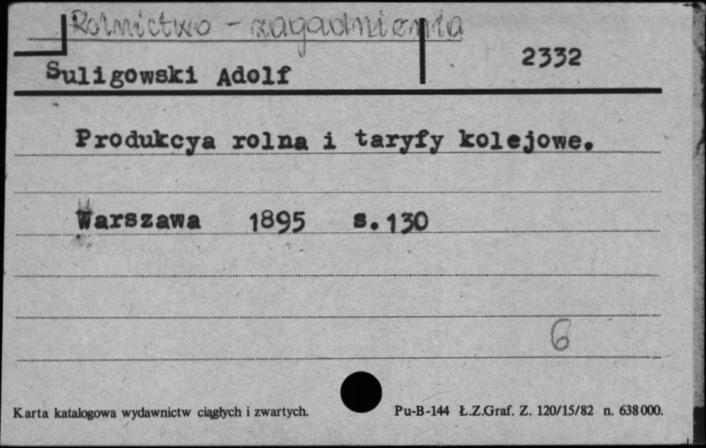 Rolnictwo - zagadnienia
Suligowski Adolf 2332
Produkcya rolna i taryfy kolejowe.
Warszawa 1895 s.130
6
Karta katalogowa wydawnictw ciągłych i zwartych. Pu-B-144 Ł.Z.Graf. Z. 120/15/82 n. 638000.